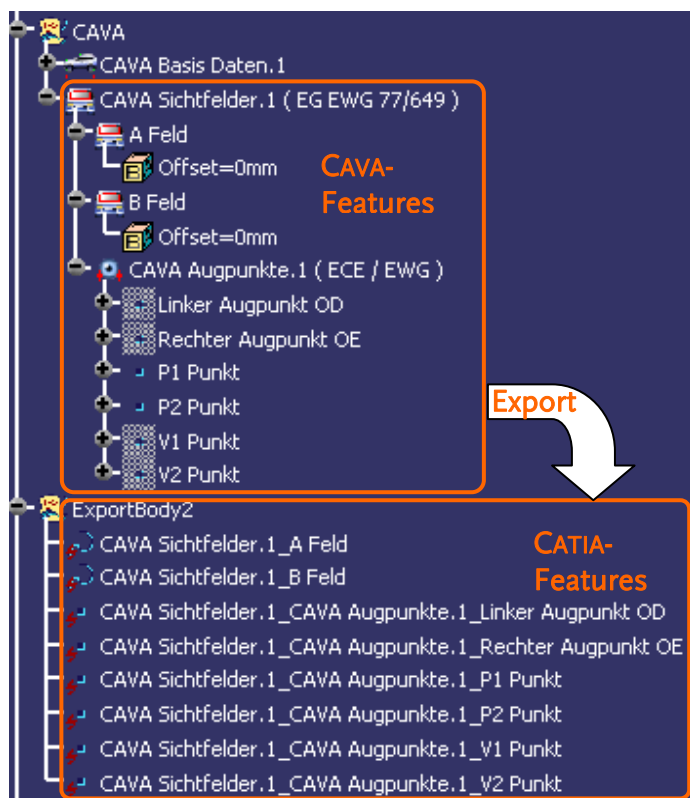 CAVA
CAVA Basis Daten.1
CAVA Sichtfelder.1 ( EG EWG 77/649 )
A Feld
Offset=0mm
B Feld
Offset=0mm
CAVA-
Features
CAVA Augpunkte.1 ( ECE / EWG )
Linker Augpunkt OD
Rechter Augpunkt OE
P1 Punkt
P2 Punkt
V1 Punkt
V2 Punkt
Export
ExportBody2
CATIA-
Features
CAVA Sichtfelder.1_A Feld
CAVA Sichtfelder.1_B Feld
CAVA Sichtfelder.1_CAVA Augpunkte.1_Linker Augpunkt OD
CAVA Sichtfelder.1_CAVA Augpunkte.1_Rechter Augpunkt OE
CAVA Sichtfelder.1_CAVA Augpunkte.1_P1 Punkt
CAVA Sichtfelder.1_CAVA Augpunkte.1_P2 Punkt
CAVA Sichtfelder.1_CAVA Augpunkte.1_V1 Punkt
CAVA Sichtfelder.1_CAVA Augpunkte.1_V2 Punkt